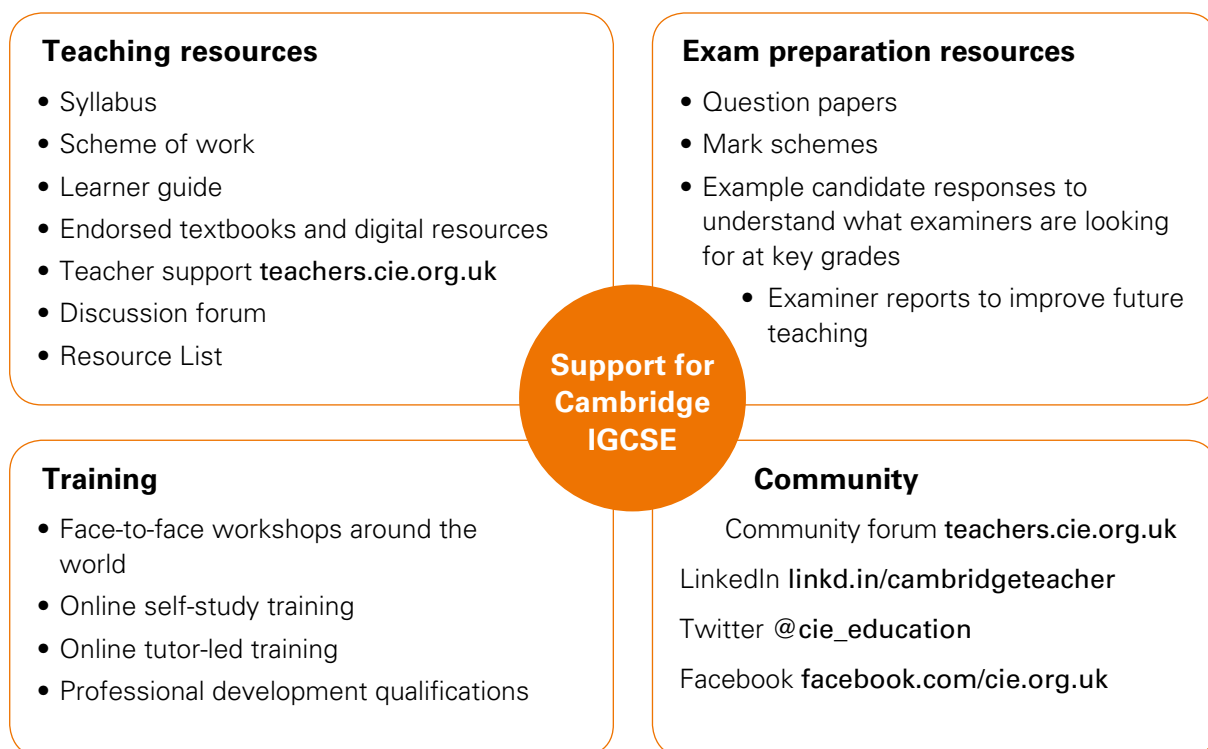 Teaching resources
• Syllabus
• Scheme of work
• Learner guide
• Endorsed textbooks and digital resources
• Teacher support teachers.cie.org.uk
• Discussion forum
• Resource List
Exam preparation resources
• Question papers
• Mark schemes
• Example candidate responses to
understand what examiners are looking
for at key grades
• Examiner reports to improve future
teaching
Support for
Cambridge
IGCSE
Training
• Face-to-face workshops around the
world
• Online self-study training
• Online tutor-led training
• Professional development qualifications
Community
Community forum teachers.cie.org.uk
LinkedIn linkd.in/cambridgeteacher
Twitter @cie_education
Facebook facebook.com/cie.org.uk